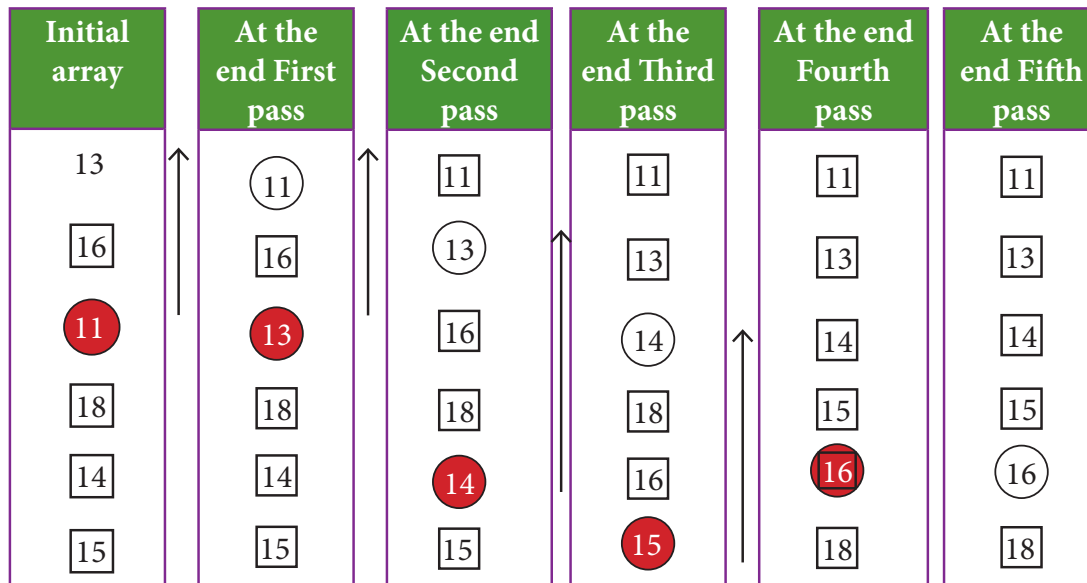 Initial
array
At the
end First
pass
At the end
Second
pass
At the
end Third
pass
At the end
Fourth
pass
At the
end Fifth
pass
13
11
11
11
11
11
16
16
13
13
13
13
11
13
16
14
14
14
18
18
18
18
15
15
14
14
14
16
16
16
15
15
15
15
18
18